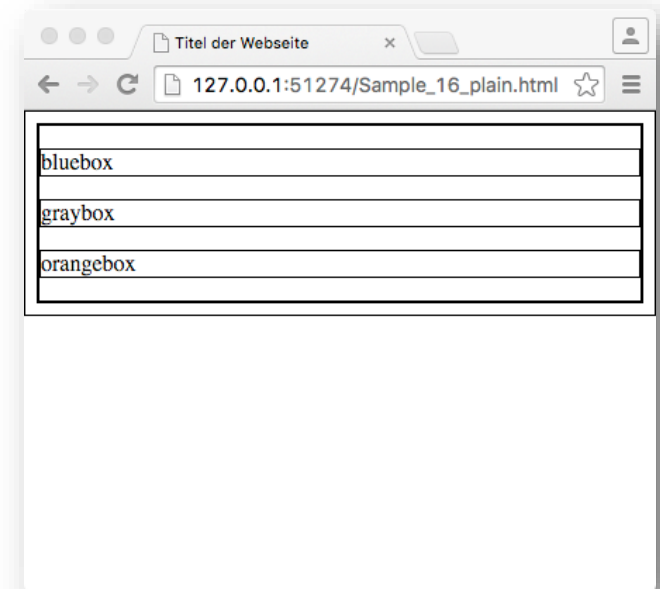 Titel der Webseite
127.0.0.1:51274/Sample_16_plain.html
bluebox
graybox
orangebox